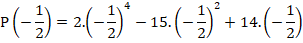 P(−1/2) = 2.(−1/2)⁴ − 15.(−1/2)² + 14.(−1/2)